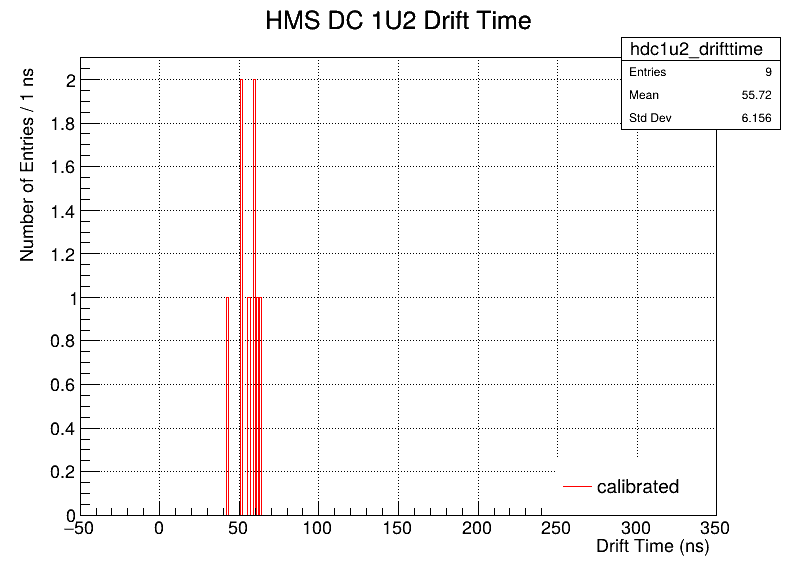 HMS DC 1U2 Drift Time
hdc1u2_drifttime
Entries 9
Mean 55.72
Std Dev 6.156
Number of Entries / 1 ns
2
1.8
1.6
1.4
1.2
1
0.8
0.6
0.4
0.2
0
calibrated
−50 0 50 100 150 200 250 300 350
Drift Time (ns)